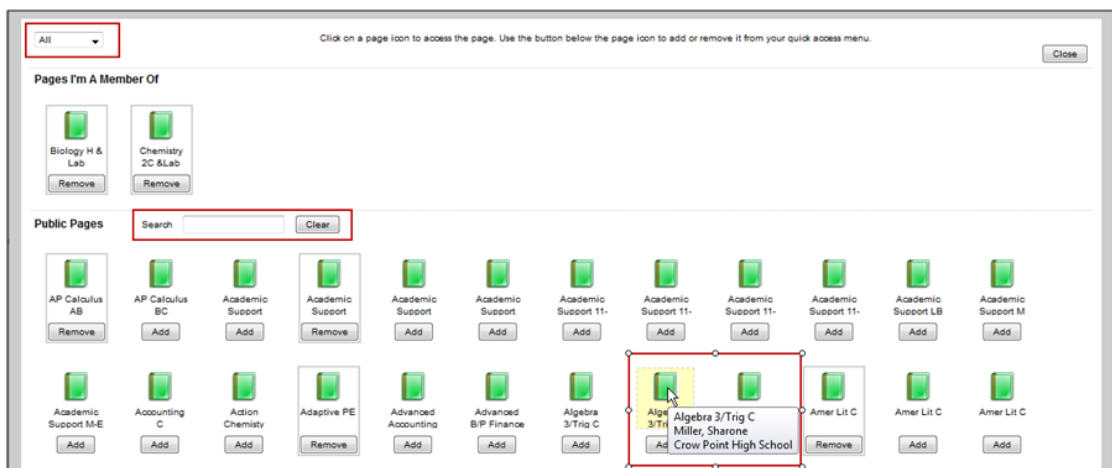 All
Click on a page icon to access the page. Use the button below the page icon to add or remove it from your quick access menu.
Close
Pages I'm A Member Of
Biology H &
Lab
Remove
Chemistry
2C &Lab
Remove
Public Pages
Search
Clear
AP Calculus
AB
Remove
AP Calculus
BC
Add
Academic
Support
Add
Academic
Support
Remove
Academic
Support
Add
Academic
Support
Add
Academic
Support 11-
Add
Academic
Support 11-
Add
Academic
Support 11-
Add
Academic
Support 11-
Add
Academic
Support LB
Add
Academic
Support M
Add
Academic
Support M-E
Add
Accounting
C
Add
Action
Chemisty
Add
Adaptive PE
Remove
Advanced
Accounting
Add
Advanced
B/P Finance
Add
Algebra
3/Trig C
Add
Algebra 3/Trig C
Miller, Sharone
Crow Point High School
Amer Lit C
Remove
Amer Lit C
Add
Amer Lit C
Add